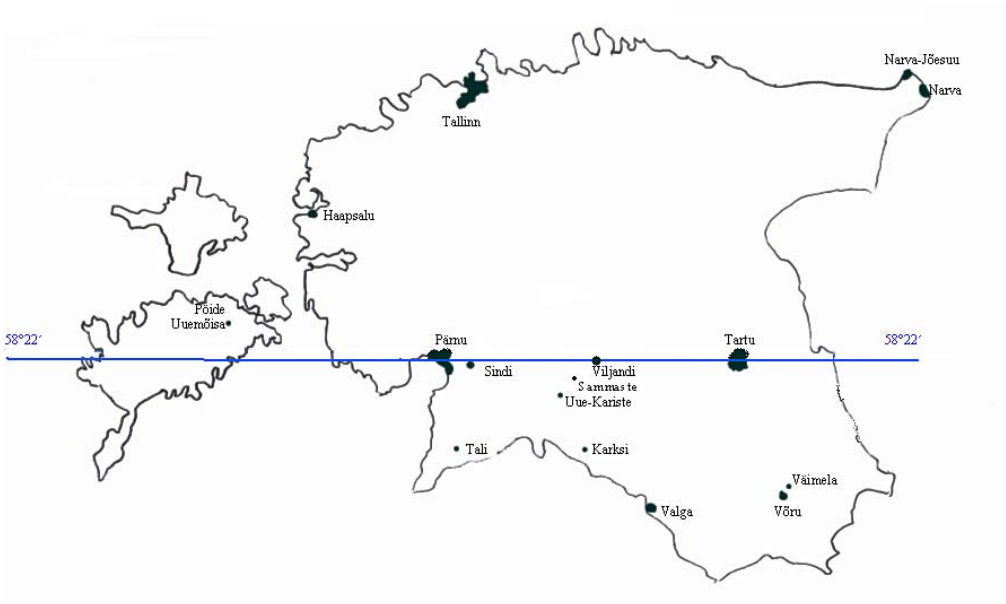 Narva-Jõesuu
Narva
Tallinn
Haapsalu
Pöide
Uuemõisa
58°22′
Pärnu
Tartu
58°22′
Sindi
Viljandi
Sammaste
Uue-Kariste
Tali
Karksi
Väimela
Valga
Võru